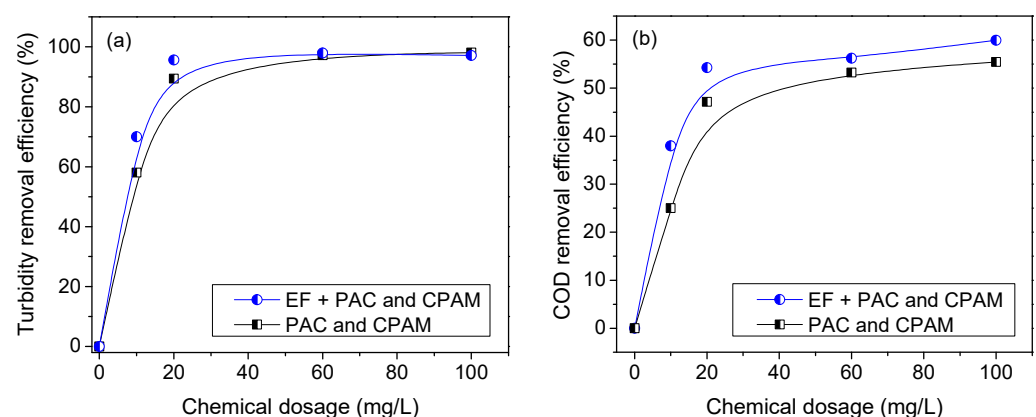 (a)
Turbidity removal efficiency (%)
100
80
60
40
20
0
EF + PAC and CPAM
PAC and CPAM
0 20 40 60 80 100
Chemical dosage (mg/L)
(b)
COD removal efficiency (%)
60
50
40
30
20
10
0
EF + PAC and CPAM
PAC and CPAM
0 20 40 60 80 100
Chemical dosage (mg/L)